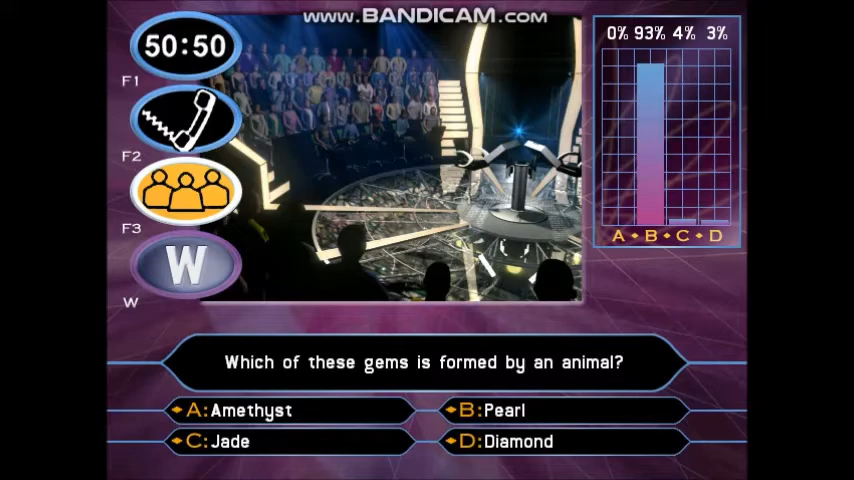 www.BANDICAM.com
50:50
F1
F2
F3
W
W
0% 93% 4% 3%
A B C D
Which of these gems is formed by an animal?
A: Amethyst
B: Pearl
C: Jade
D: Diamond